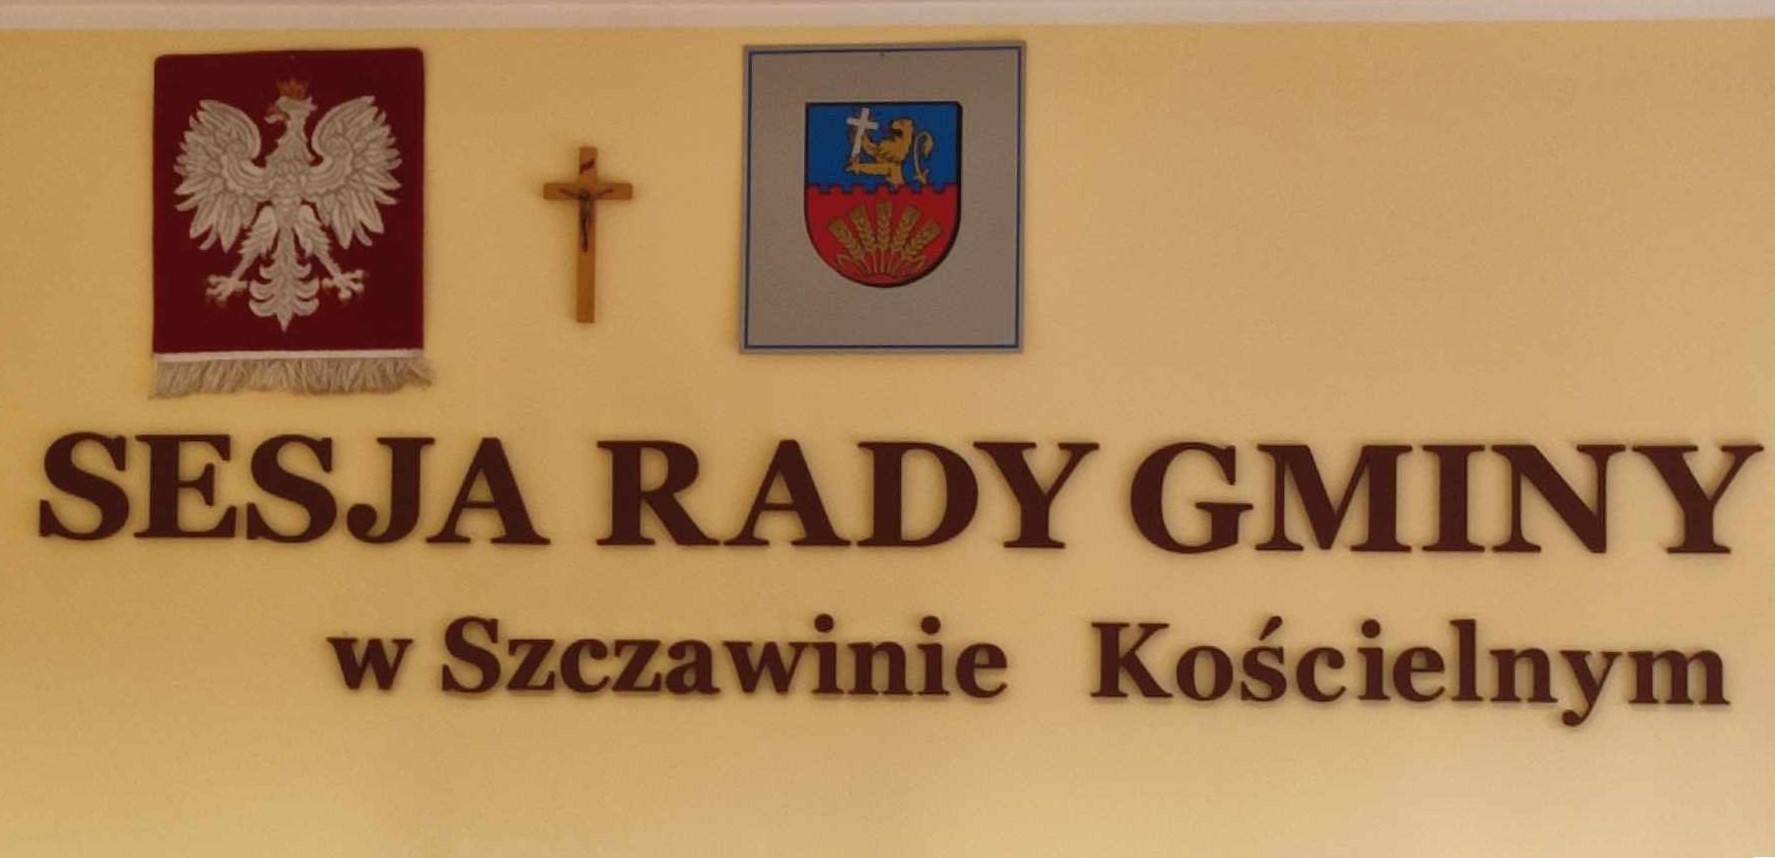 SESJA RADY GMINY
w Szczawinie Kościelnym